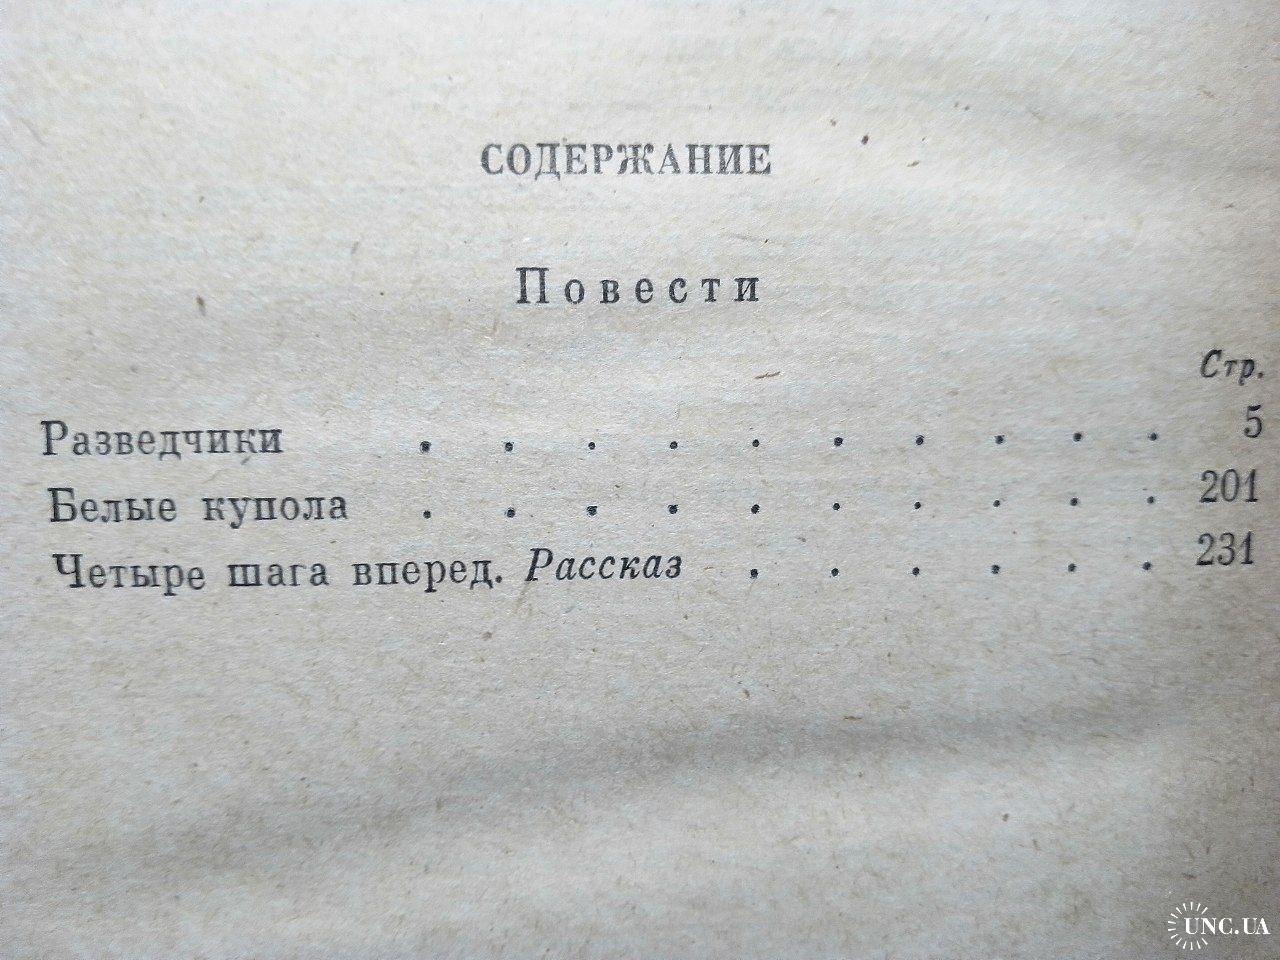 СОДЕРЖАНИЕ
Повести
Стр.
Разведчики . . . . . . . . . . 5
Белые купола . . . . . . . . . . 201
Четыре шага вперед. Рассказ . . . . . . 231
UNC.UA